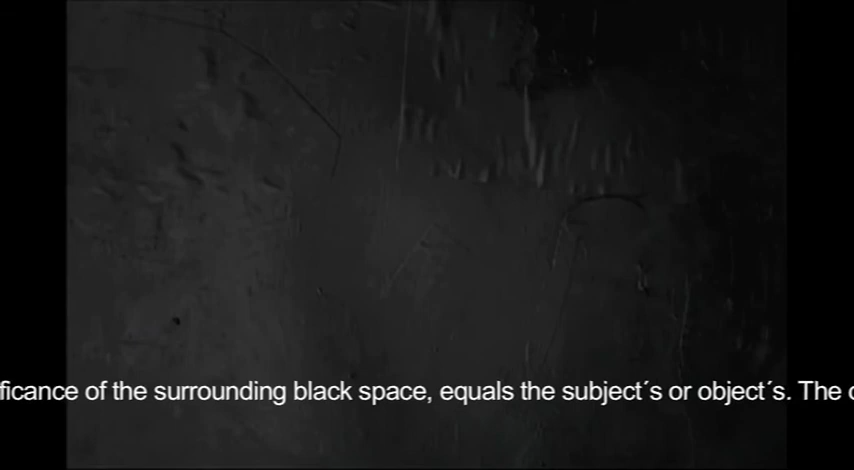 ficance of the surrounding black space, equals the subject´s or object´s. The